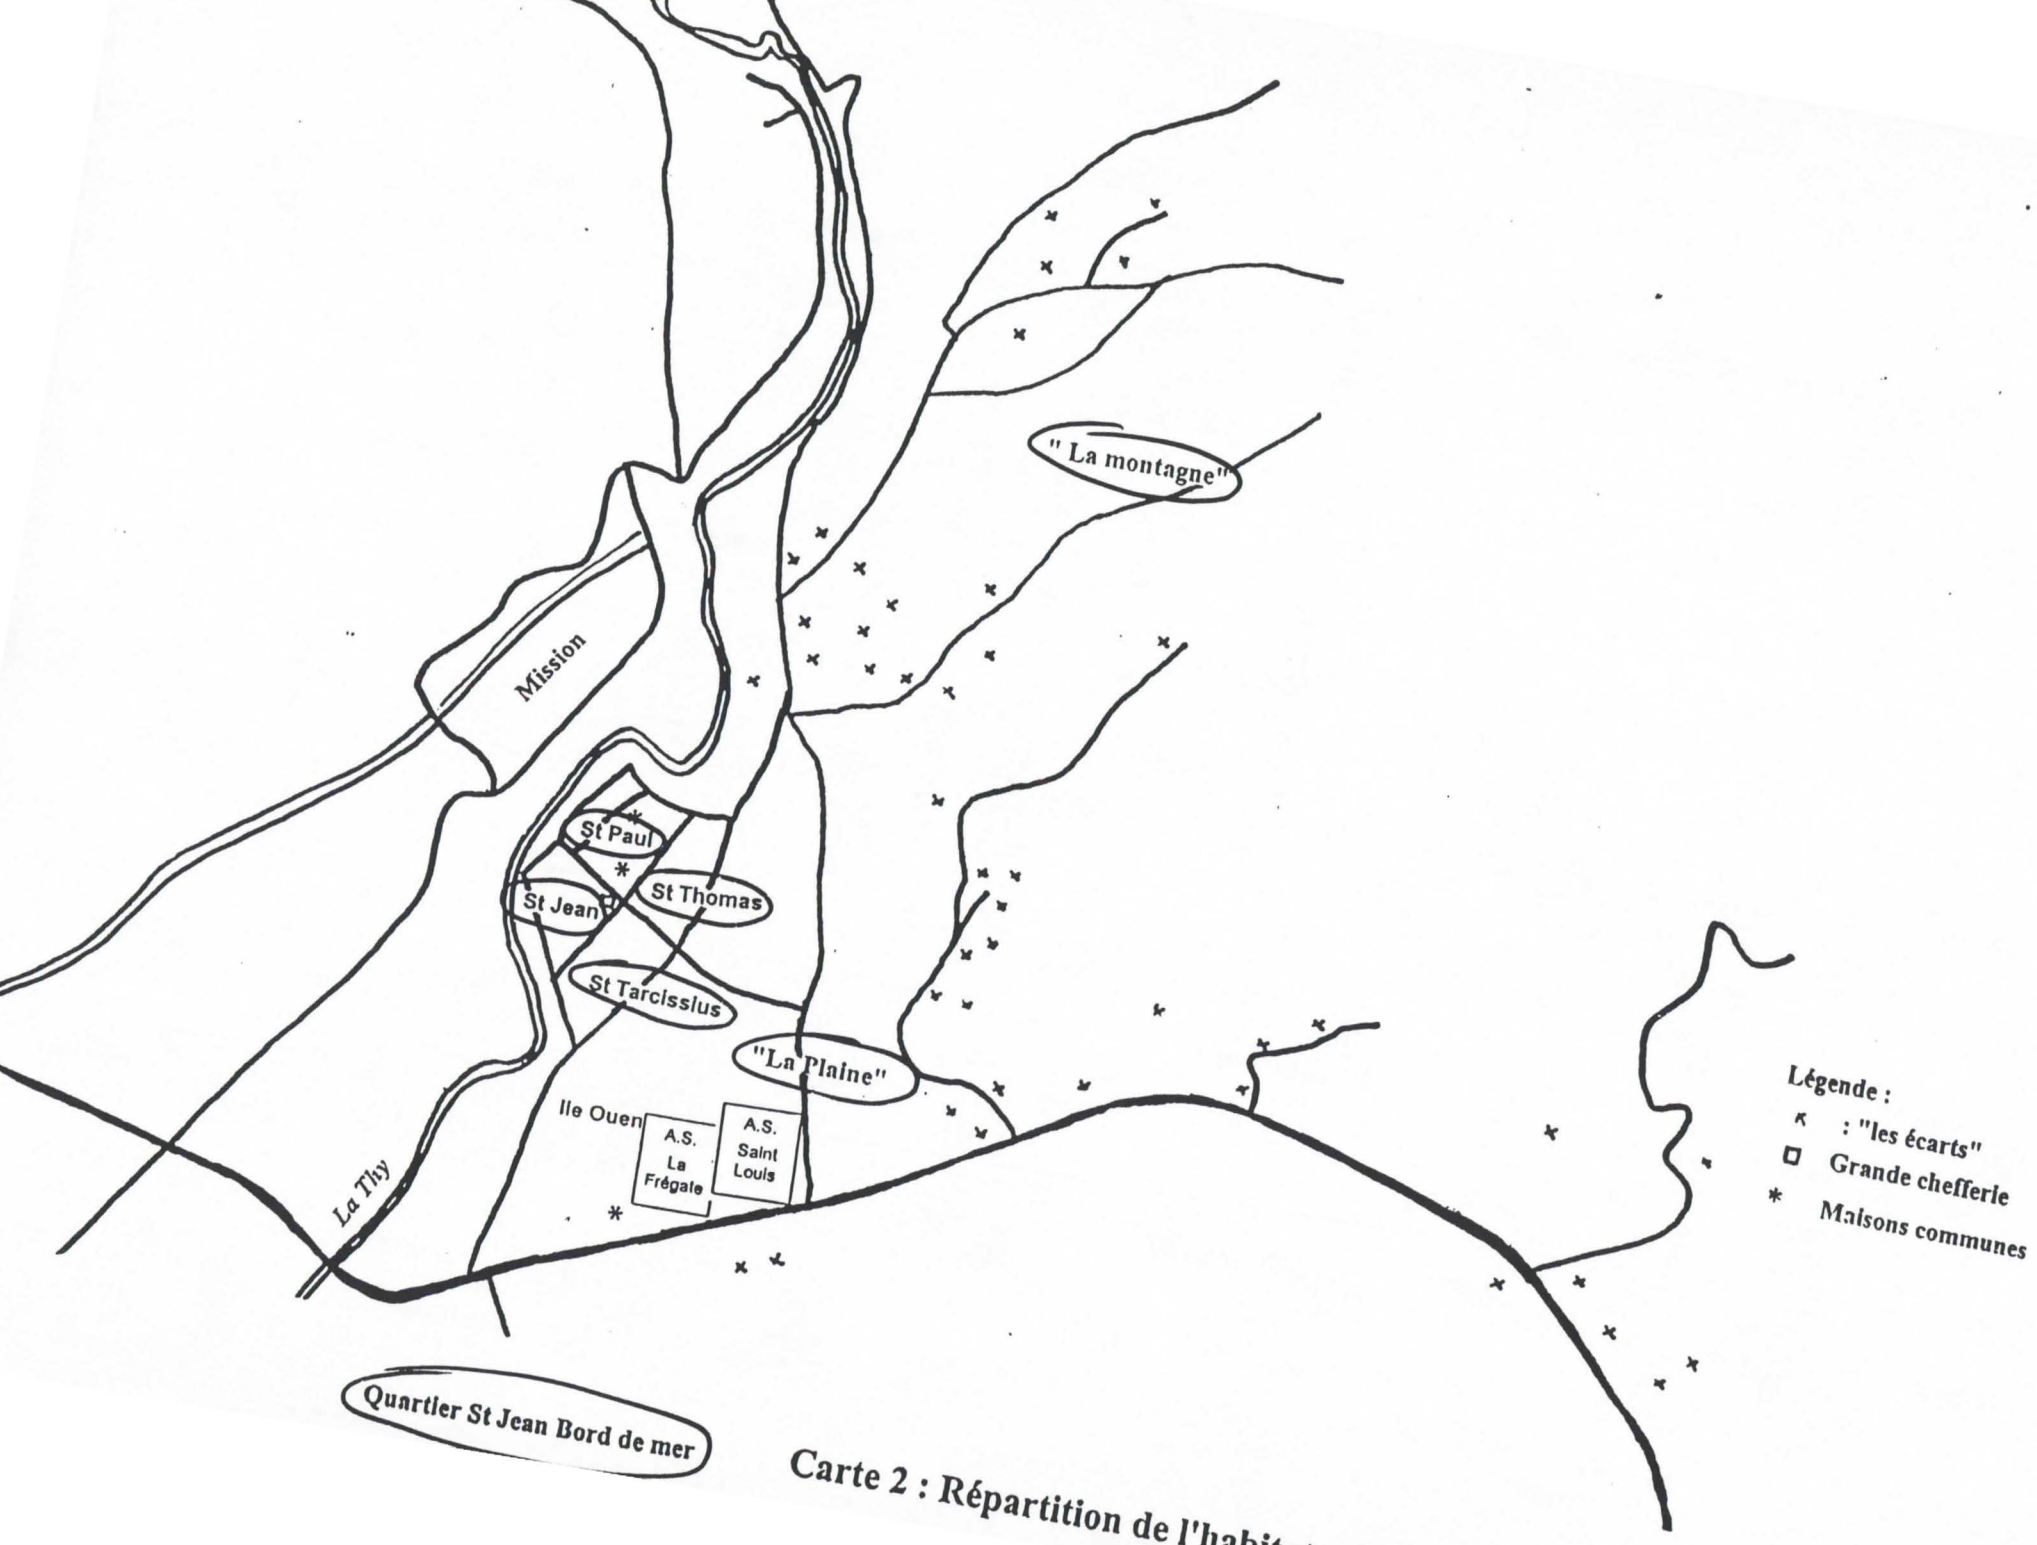 " La montagne"
Mission
St Paul
St Thomas
St Jean
St Tarcissius
"La Plaine"
Ile Ouen
A.S.
La
Frégate
A.S.
Saint
Louis
La Thy
Légende :
: "les écarts"
Grande chefferie
Maisons communes
Quartier St Jean Bord de mer
Carte 2 : Répartition de